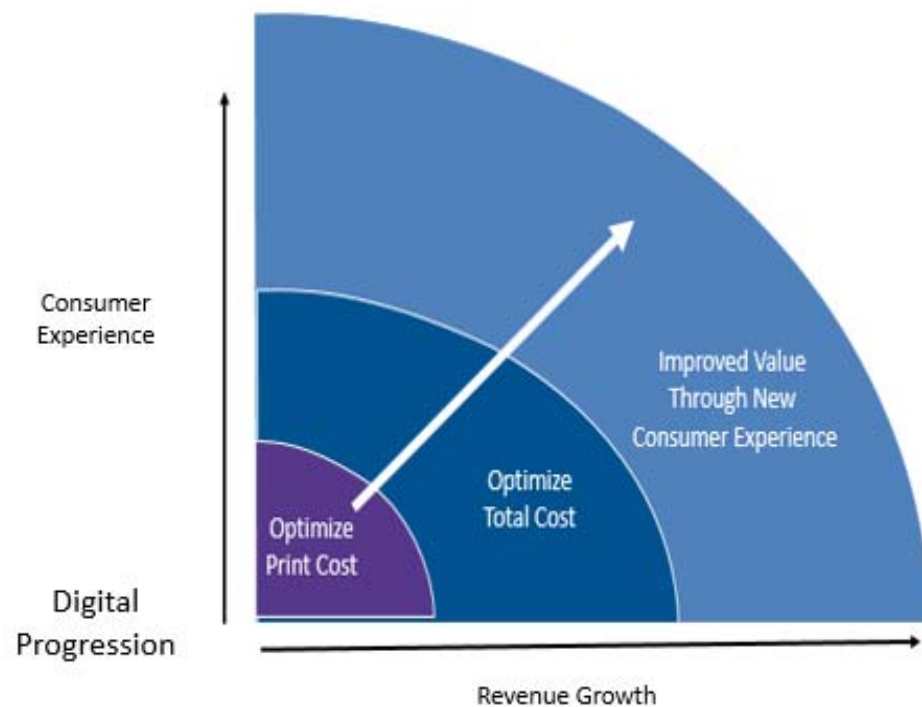 Consumer
Experience
Improved Value
Through New
Consumer Experience
Optimize
Total Cost
Optimize
Print Cost
Digital
Progression
Revenue Growth